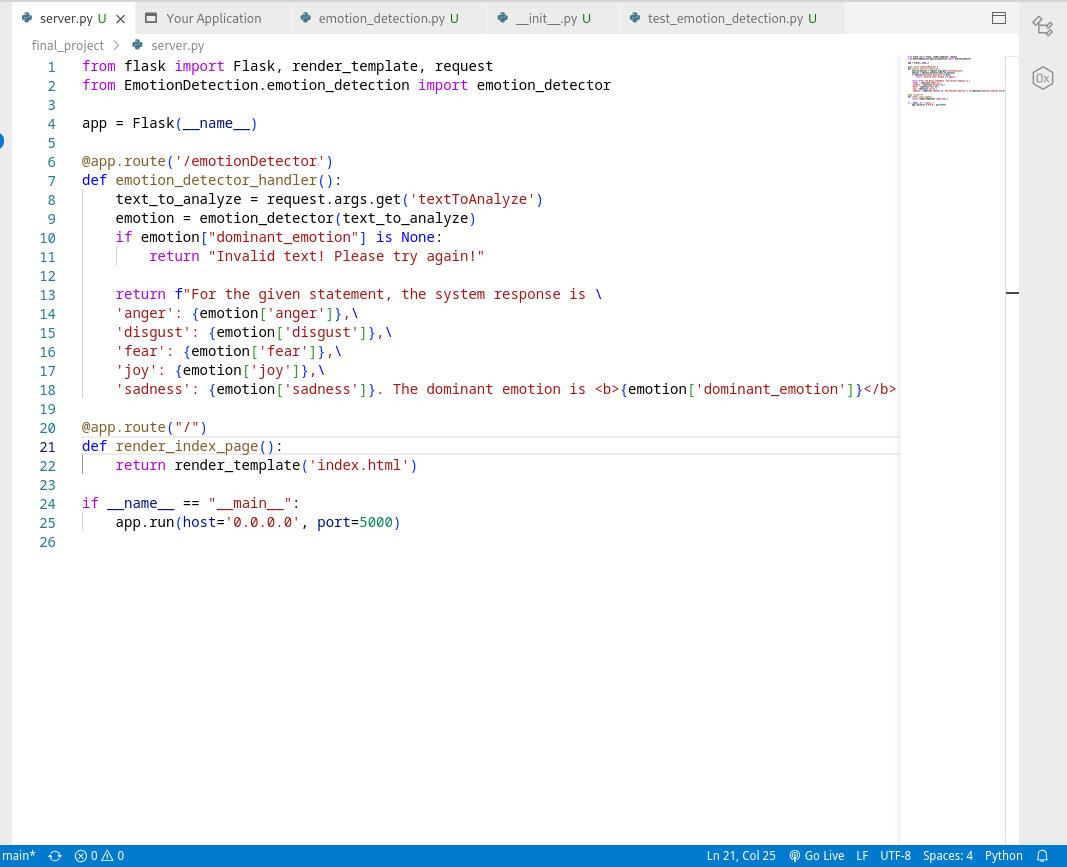 server.py U
Your Application
emotion_detection.py U
__init__.py U
test_emotion_detection.py U
final_project > server.py
1 from flask import Flask, render_template, request
2 from EmotionDetection.emotion_detection import emotion_detector
3
4 app = Flask(__name__)
5
6 @app.route('/emotionDetector')
7 def emotion_detector_handler():
8     text_to_analyze = request.args.get('textToAnalyze')
9     emotion = emotion_detector(text_to_analyze)
10     if emotion["dominant_emotion"] is None:
11         return "Invalid text! Please try again!"
12
13     return f"For the given statement, the system response is \
14     'anger': {emotion['anger']},\
15     'disgust': {emotion['disgust']},\
16     'fear': {emotion['fear']},\
17     'joy': {emotion['joy']},\
18     'sadness': {emotion['sadness']}. The dominant emotion is <b>{emotion['dominant_emotion']}</b>
19
20 @app.route("/")
21 def render_index_page():
22     return render_template('index.html')
23
24 if __name__ == "__main__":
25     app.run(host='0.0.0.0', port=5000)
26
0x
main* 0 0 Ln 21, Col 25 Go Live LF UTF-8 Spaces: 4 Python